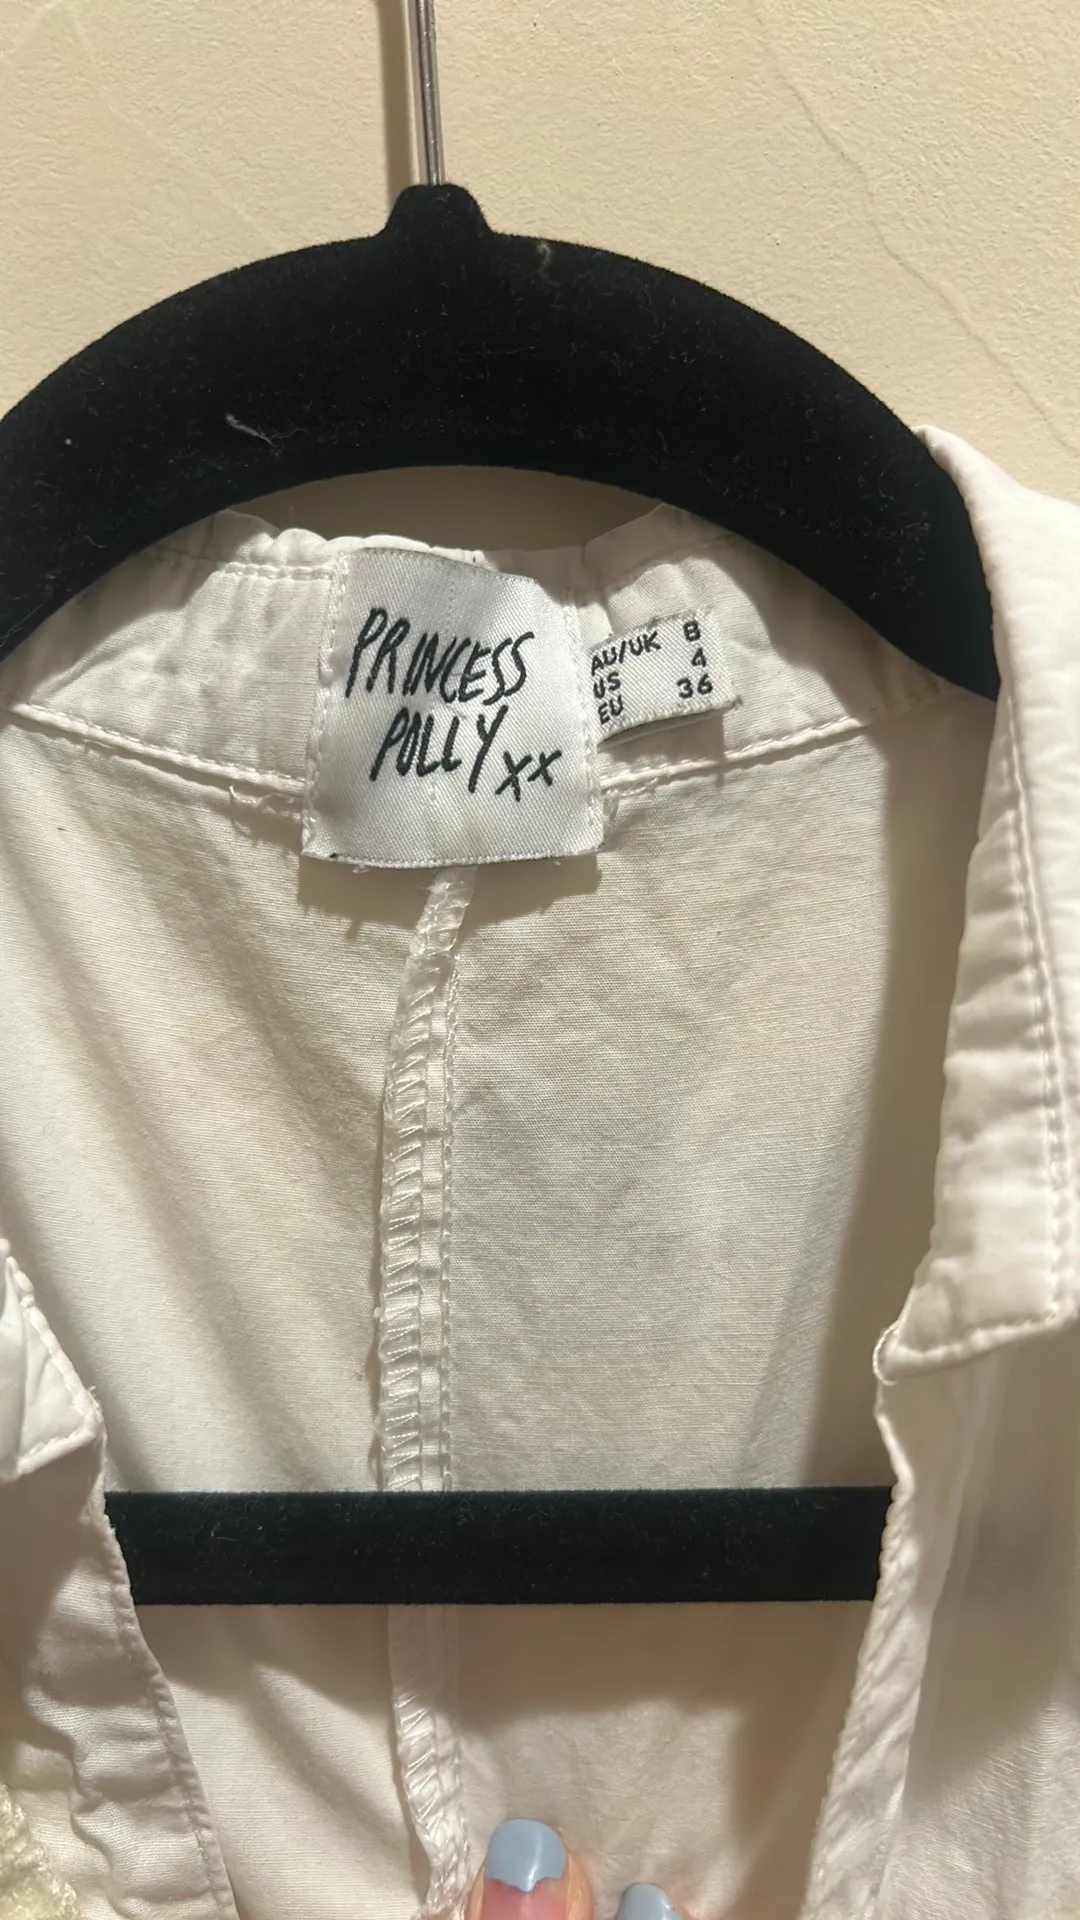 PRINCESS
POLLY xx
AU/UK 8
US 4
EU 36